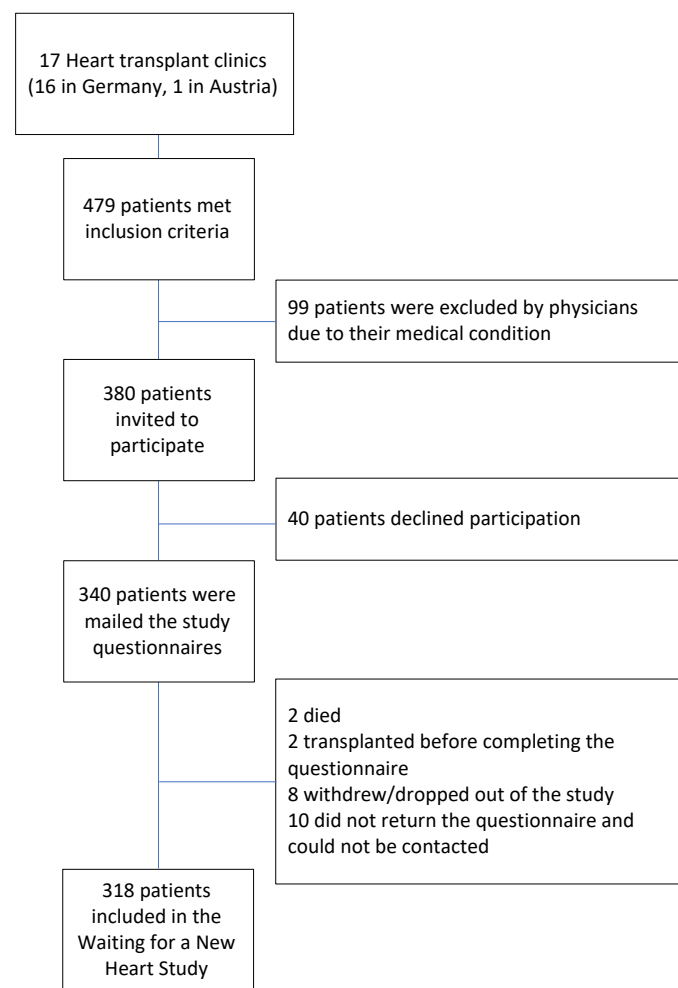 17 Heart transplant clinics
(16 in Germany, 1 in Austria)
479 patients met
inclusion criteria
99 patients were excluded by physicians
due to their medical condition
380 patients
invited to
participate
40 patients declined participation
340 patients were
mailed the study
questionnaires
2 died
2 transplanted before completing the
questionnaire
8 withdrew/dropped out of the study
10 did not return the questionnaire and
could not be contacted
318 patients
included in the
Waiting for a New
Heart Study